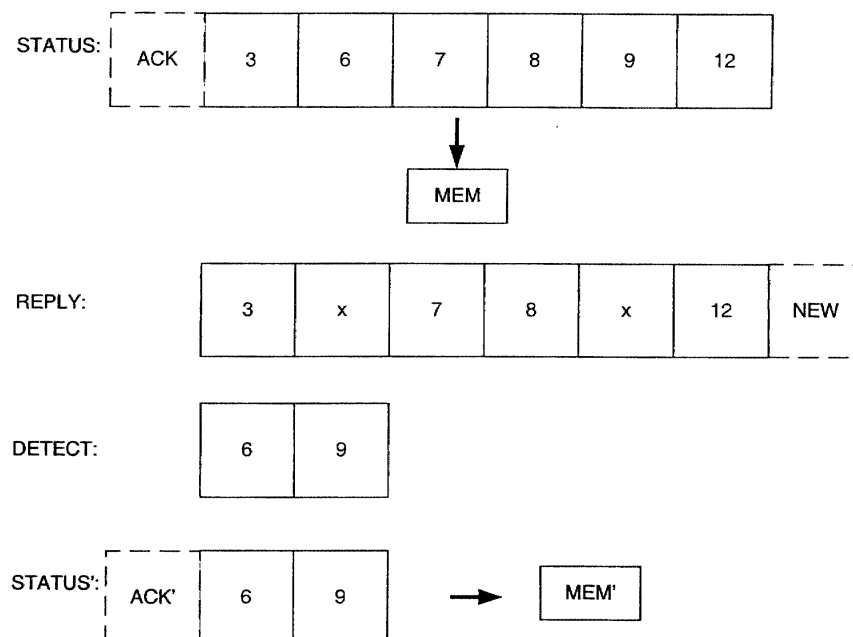 STATUS: ACK 3 6 7 8 9 12
MEM
REPLY: 3 x 7 8 x 12 NEW
DETECT: 6 9
STATUS': ACK' 6 9 MEM'